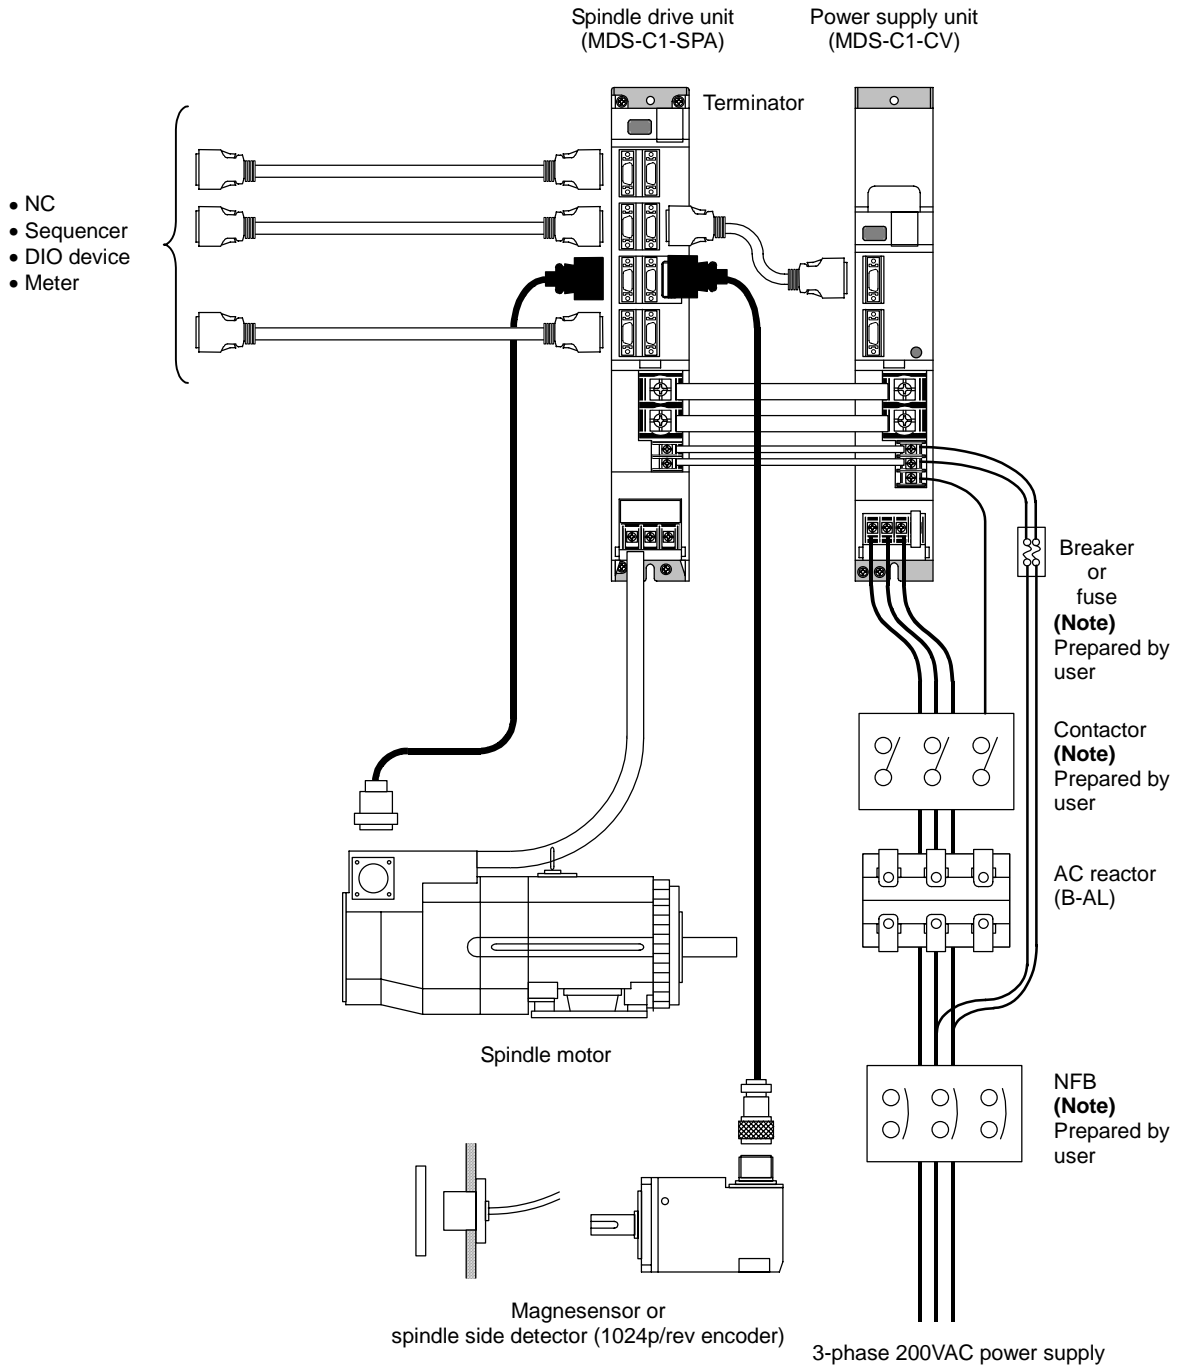 Spindle drive unit
(MDS-C1-SPA)
Power supply unit
(MDS-C1-CV)
Terminator
• NC
• Sequencer
• DIO device
• Meter
Breaker
or
fuse
(Note)
Prepared by
user
Contactor
(Note)
Prepared by
user
AC reactor
(B-AL)
Spindle motor
NFB
(Note)
Prepared by
user
Magnesensor or
spindle side detector (1024p/rev encoder)
3-phase 200VAC power supply